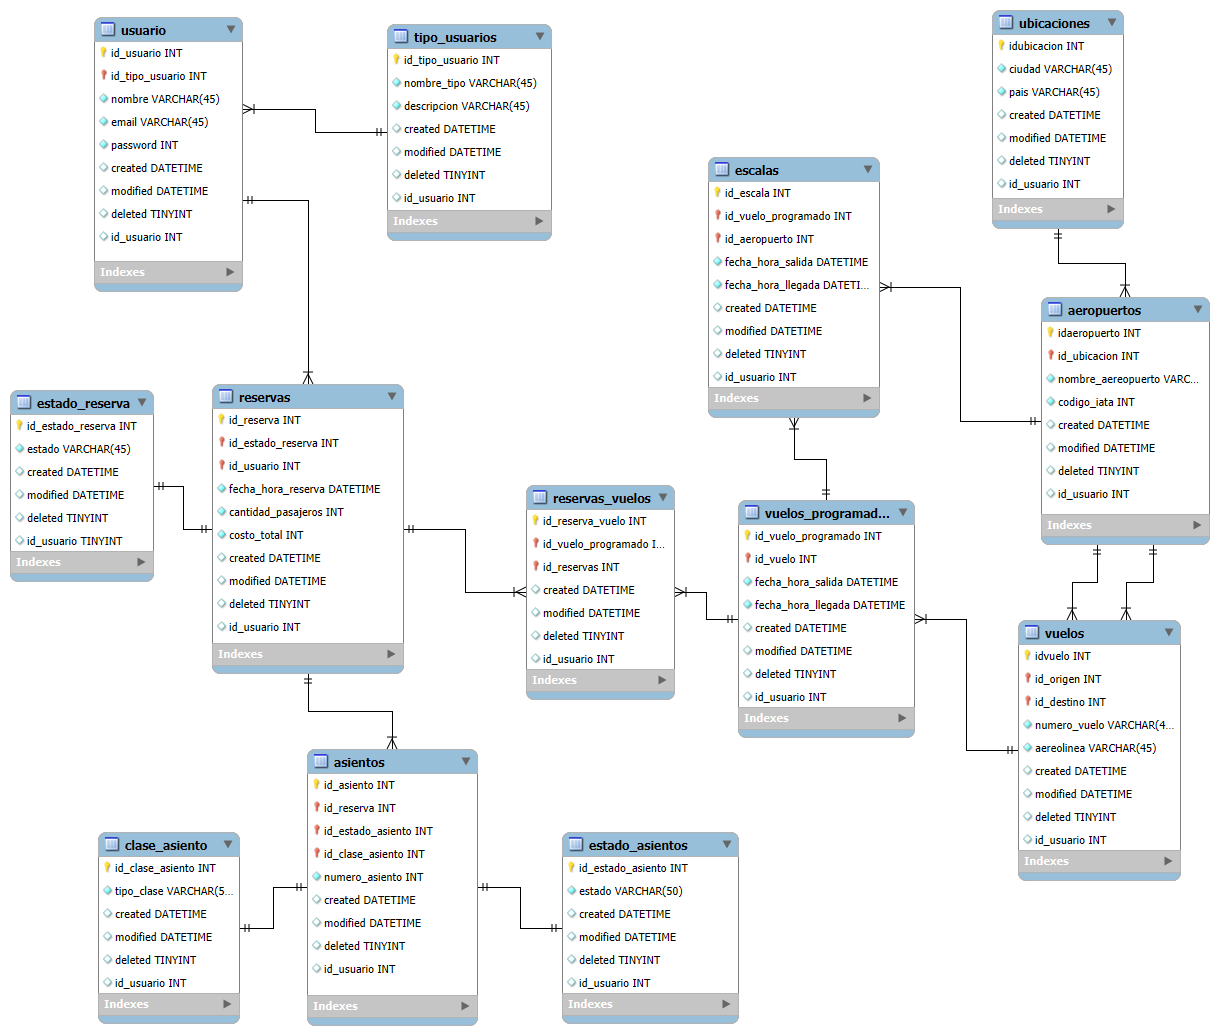 usuario
id_usuario INT
id_tipo_usuario INT
nombre VARCHAR(45)
email VARCHAR(45)
password INT
created DATETIME
modified DATETIME
deleted TINYINT
id_usuario INT
Indexes
tipo_usuarios
id_tipo_usuario INT
nombre_tipo VARCHAR(45)
descripcion VARCHAR(45)
created DATETIME
modified DATETIME
deleted TINYINT
id_usuario INT
Indexes
ubicaciones
idubicacion INT
ciudad VARCHAR(45)
pais VARCHAR(45)
created DATETIME
modified DATETIME
deleted TINYINT
id_usuario INT
Indexes
escalas
id_escala INT
id_vuelo_programado INT
id_aeropuerto INT
fecha_hora_salida DATETIME
fecha_hora_llegada DATETI...
created DATETIME
modified DATETIME
deleted TINYINT
id_usuario INT
Indexes
aeropuertos
idaeropuerto INT
id_ubicacion INT
nombre_aereopuerto VARC...
codigo_iata INT
created DATETIME
modified DATETIME
deleted TINYINT
id_usuario INT
Indexes
estado_reserva
id_estado_reserva INT
estado VARCHAR(45)
created DATETIME
modified DATETIME
deleted TINYINT
id_usuario TINYINT
Indexes
reservas
id_reserva INT
id_estado_reserva INT
id_usuario INT
fecha_hora_reserva DATETIME
cantidad_pasajeros INT
costo_total INT
created DATETIME
modified DATETIME
deleted TINYINT
id_usuario INT
Indexes
reservas_vuelos
id_reserva_vuelo INT
id_vuelo_programado I...
id_reservas INT
created DATETIME
modified DATETIME
deleted TINYINT
id_usuario INT
Indexes
vuelos_programad...
id_vuelo_programado INT
id_vuelo INT
fecha_hora_salida DATETIME
fecha_hora_llegada DATETIME
created DATETIME
modified DATETIME
deleted TINYINT
id_usuario INT
Indexes
vuelos
idvuelo INT
id_origen INT
id_destino INT
numero_vuelo VARCHAR(4...
aereolinea VARCHAR(45)
created DATETIME
modified DATETIME
deleted TINYINT
id_usuario INT
Indexes
asientos
id_asiento INT
id_reserva INT
id_estado_asiento INT
id_clase_asiento INT
numero_asiento INT
created DATETIME
modified DATETIME
deleted TINYINT
id_usuario INT
Indexes
clase_asiento
id_clase_asiento INT
tipo_clase VARCHAR(5...
created DATETIME
modified DATETIME
deleted TINYINT
id_usuario INT
Indexes
estado_asientos
id_estado_asiento INT
estado VARCHAR(50)
created DATETIME
modified DATETIME
deleted TINYINT
id_usuario INT
Indexes